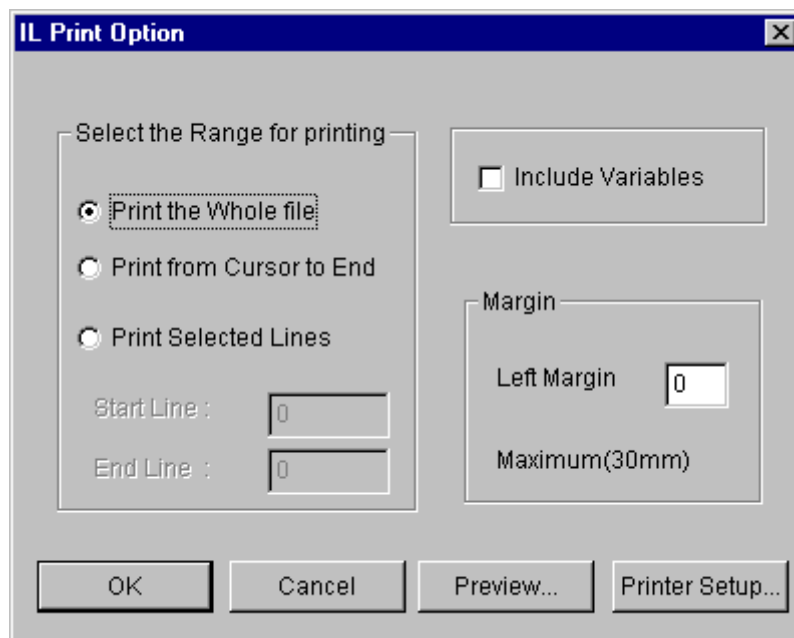 IL Print Option
Select the Range for printing
Print the Whole file
Print from Cursor to End
Print Selected Lines
Start Line : 0
End Line : 0
Include Variables
Margin
Left Margin 0
Maximum(30mm)
OK Cancel Preview... Printer Setup...